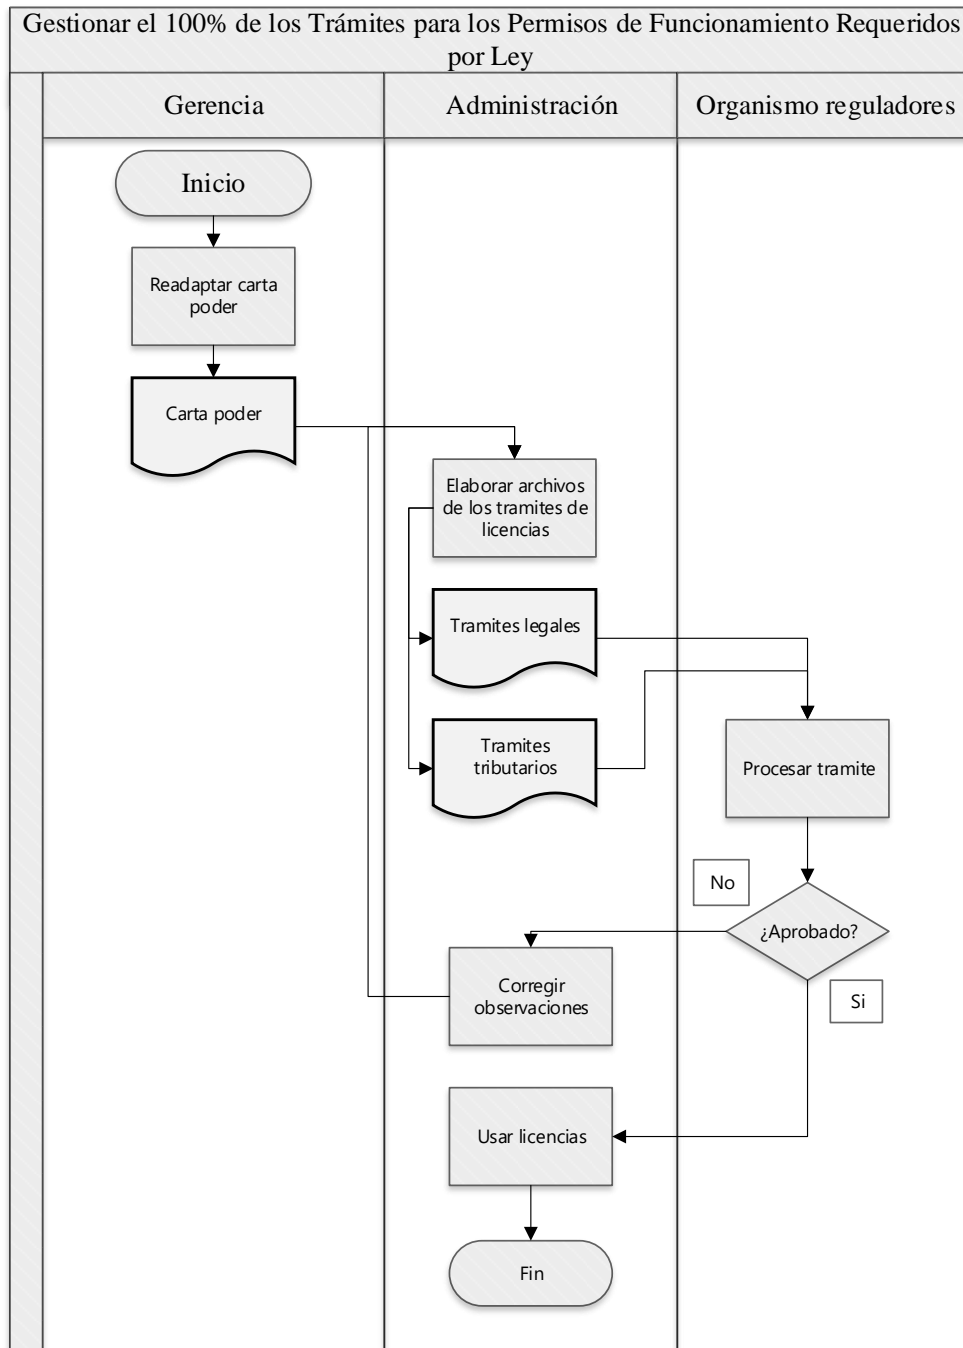 Gestionar el 100% de los Trámites para los Permisos de Funcionamiento Requeridos
por Ley
Gerencia
Administración
Organismo reguladores
Inicio
Readaptar carta
poder
Carta poder
Elaborar archivos
de los tramites de
licencias
Tramites legales
Tramites
tributarios
Procesar tramite
No
¿Aprobado?
Corregir
observaciones
Si
Usar licencias
Fin